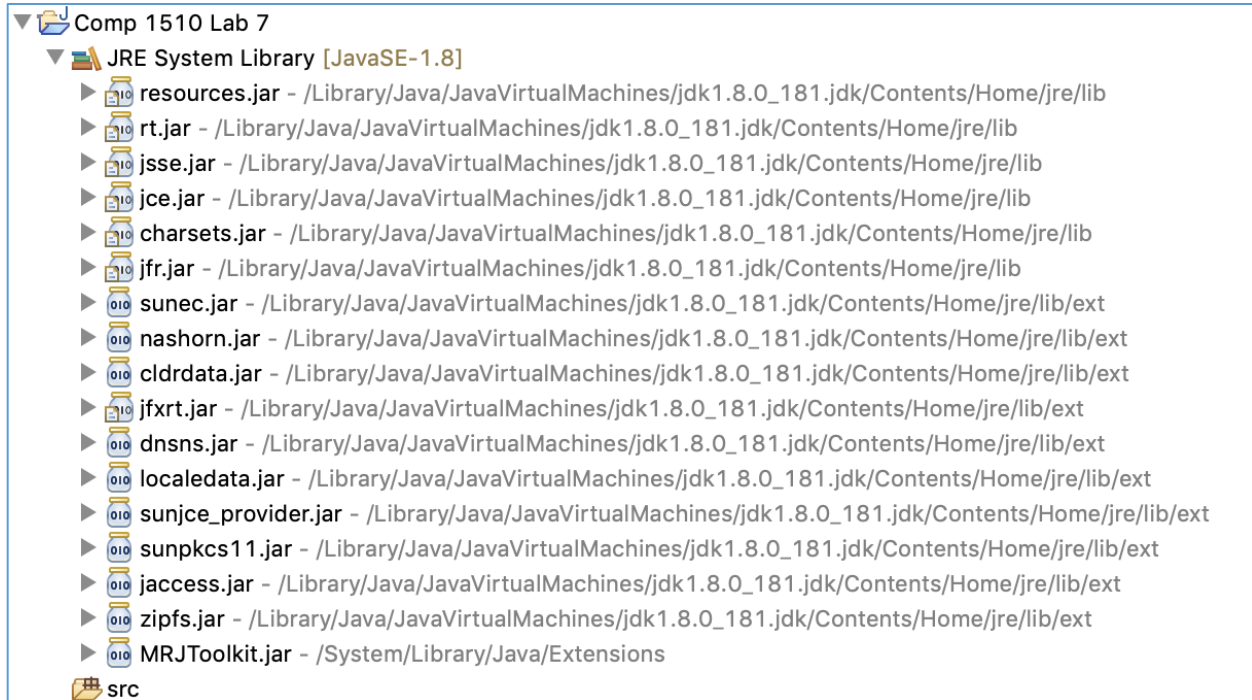 Comp 1510 Lab 7
JRE System Library [JavaSE-1.8]
resources.jar - /Library/Java/JavaVirtualMachines/jdk1.8.0_181.jdk/Contents/Home/jre/lib
rt.jar - /Library/Java/JavaVirtualMachines/jdk1.8.0_181.jdk/Contents/Home/jre/lib
jsse.jar - /Library/Java/JavaVirtualMachines/jdk1.8.0_181.jdk/Contents/Home/jre/lib
jce.jar - /Library/Java/JavaVirtualMachines/jdk1.8.0_181.jdk/Contents/Home/jre/lib
charsets.jar - /Library/Java/JavaVirtualMachines/jdk1.8.0_181.jdk/Contents/Home/jre/lib
jfr.jar - /Library/Java/JavaVirtualMachines/jdk1.8.0_181.jdk/Contents/Home/jre/lib
sunec.jar - /Library/Java/JavaVirtualMachines/jdk1.8.0_181.jdk/Contents/Home/jre/lib/ext
nashorn.jar - /Library/Java/JavaVirtualMachines/jdk1.8.0_181.jdk/Contents/Home/jre/lib/ext
cldrdata.jar - /Library/Java/JavaVirtualMachines/jdk1.8.0_181.jdk/Contents/Home/jre/lib/ext
jfxrt.jar - /Library/Java/JavaVirtualMachines/jdk1.8.0_181.jdk/Contents/Home/jre/lib/ext
dnsns.jar - /Library/Java/JavaVirtualMachines/jdk1.8.0_181.jdk/Contents/Home/jre/lib/ext
localedata.jar - /Library/Java/JavaVirtualMachines/jdk1.8.0_181.jdk/Contents/Home/jre/lib/ext
sunjce_provider.jar - /Library/Java/JavaVirtualMachines/jdk1.8.0_181.jdk/Contents/Home/jre/lib/ext
sunpkcs11.jar - /Library/Java/JavaVirtualMachines/jdk1.8.0_181.jdk/Contents/Home/jre/lib/ext
jaccess.jar - /Library/Java/JavaVirtualMachines/jdk1.8.0_181.jdk/Contents/Home/jre/lib/ext
zipfs.jar - /Library/Java/JavaVirtualMachines/jdk1.8.0_181.jdk/Contents/Home/jre/lib/ext
MRJToolkit.jar - /System/Library/Java/Extensions
src